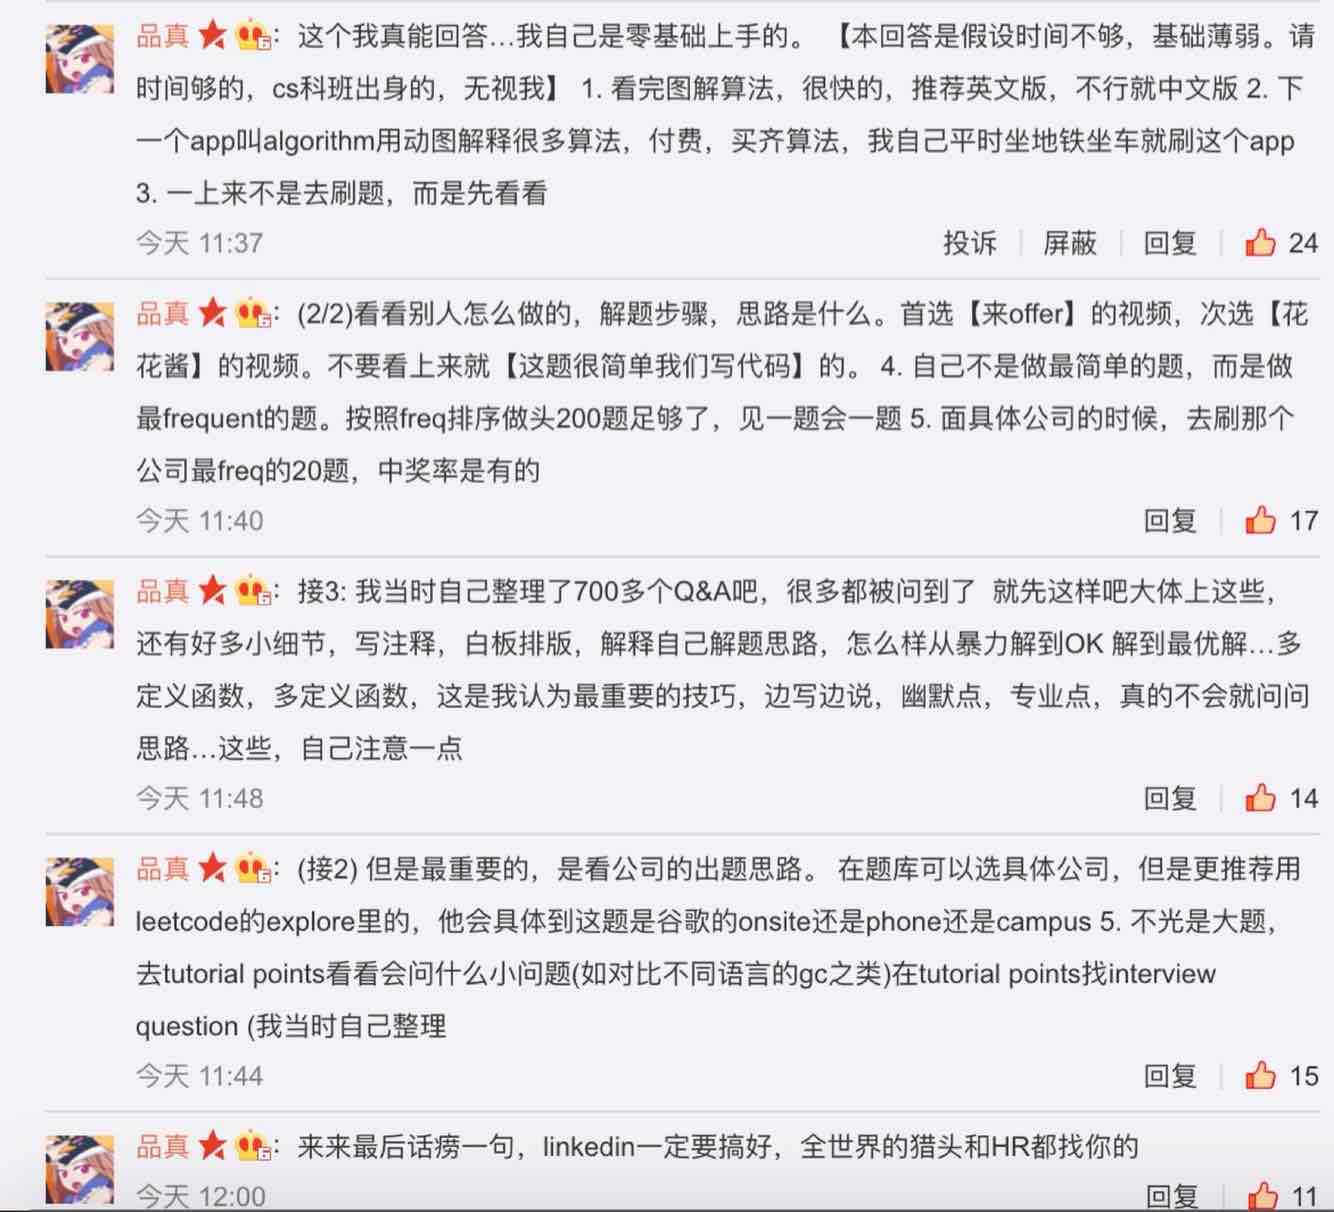 品真 : 这个我真能回答...我自己是零基础上手的。 【本回答是假设时间不够，基础薄弱。请
时间够的，cs科班出身的，无视我】 1. 看完图解算法，很快的，推荐英文版，不行就中文版 2. 下
一个app叫algorithm用动图解释很多算法，付费，买齐算法，我自己平时坐地铁坐车就刷这个app
3. 一上来不是去刷题，而是先看看
今天 11:37 投诉 屏蔽 回复 24
品真 : (2/2)看看别人怎么做的，解题步骤，思路是什么。首选【来offer】的视频，次选【花
花酱】的视频。不要看上来就【这题很简单我们写代码】的。 4. 自己不是做最简单的题，而是做
最frequent的题。按照freq排序做头200题足够了，见一题会一题 5. 面具体公司的时候，去刷那个
公司最freq的20题，中奖率是有的
今天 11:40 回复 17
品真 : 接3: 我当时自己整理了700多个Q&A吧，很多都被问到了 就先这样吧大体上这些，
还有好多小细节，写注释，白板排版，解释自己解题思路，怎么样从暴力解到OK 解到最优解...多
定义函数，多定义函数，这是我认为最重要的技巧，边写边说，幽默点，专业点，真的不会就问问
思路...这些，自己注意一点
今天 11:48 回复 14
品真 : (接2) 但是最重要的，是看公司的出题思路。 在题库可以选具体公司，但是更推荐用
leetcode的explore里的，他会具体到这题是谷歌的onsite还是phone还是campus 5. 不光是大题，
去tutorial points看看会问什么小问题(如对比不同语言的gc之类)在tutorial points找interview
question (我当时自己整理
今天 11:44 回复 15
品真 : 来来最后话痨一句，linkedin一定要搞好，全世界的猎头和HR都找你的
今天 12:00 回复 11